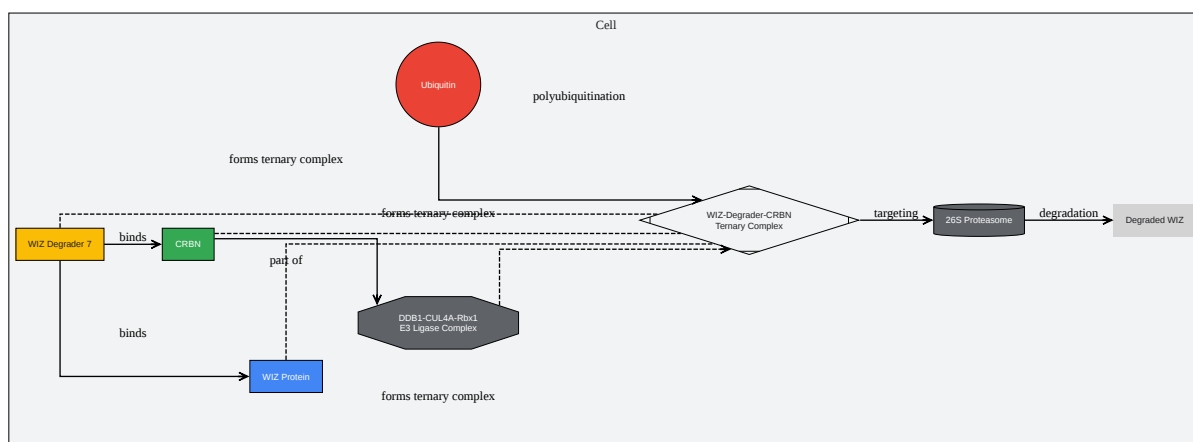 Cell
Ubiquitin
polyubiquitination
forms ternary complex
forms ternary complex
WIZ-Degrader-CRBN
Ternary Complex
targeting
26S Proteasome
degradation
Degraded WIZ
WIZ Degrader 7
binds
CRBN
part of
DDB1-CUL4A-Rbx1
E3 Ligase Complex
binds
WIZ Protein
forms ternary complex